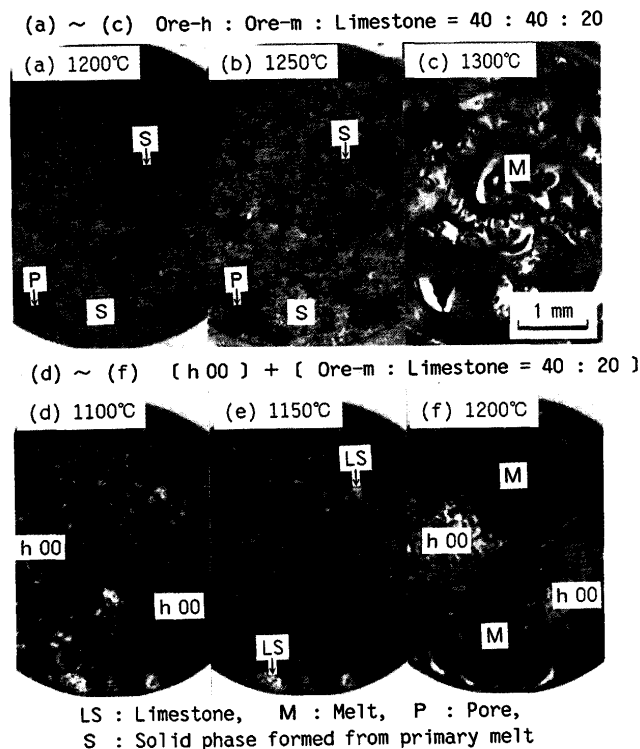 (a) ~ (c) Ore-h : Ore-m : Limestone = 40 : 40 : 20
(a) 1200℃ (b) 1250℃ (c) 1300℃
S S
M
P P
S S
1 mm
(d) ~ (f) [ h 00 ] + [ Ore-m : Limestone = 40 : 20 ]
(d) 1100℃ (e) 1150℃ (f) 1200℃
LS M
h 00 h 00
h 00 h 00
LS M
LS : Limestone, M : Melt, P : Pore,
S : Solid phase formed from primary melt